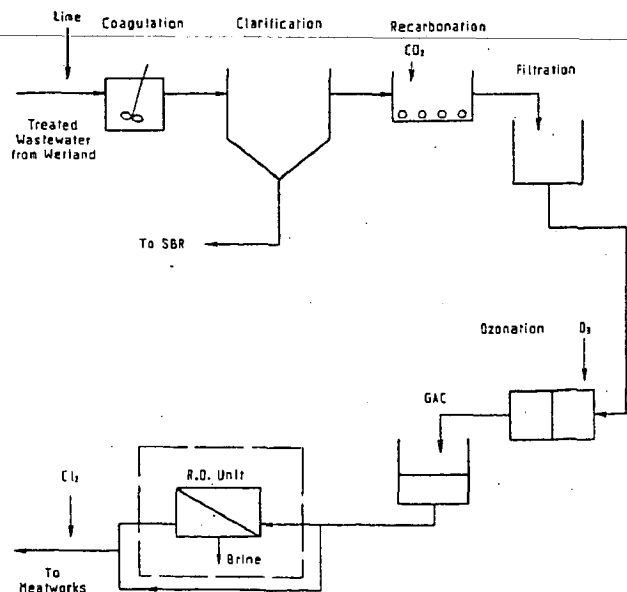 Lime
Coagulation
Clarification
Recarbonation
CO₂
Filtration
Treated
Wastewater
from Wetland
To SBR
Ozonation
O₃
GAC
R.O. Unit
Cl₂
Brine
To
Meatworks